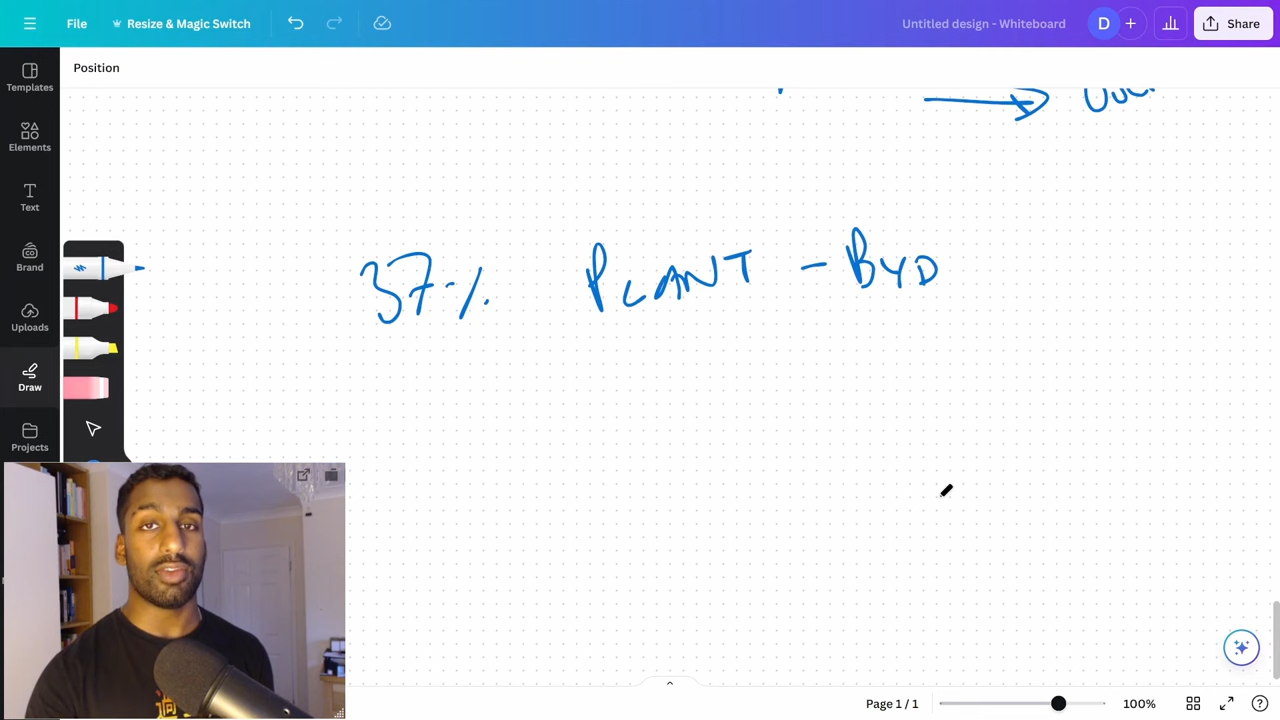 File
Resize & Magic Switch
Untitled design - Whiteboard
D
+
Share
Position
Templates
Elements
Text
Brand
Uploads
Draw
Projects
37% PLANT - BYD
Page 1 / 1
100%